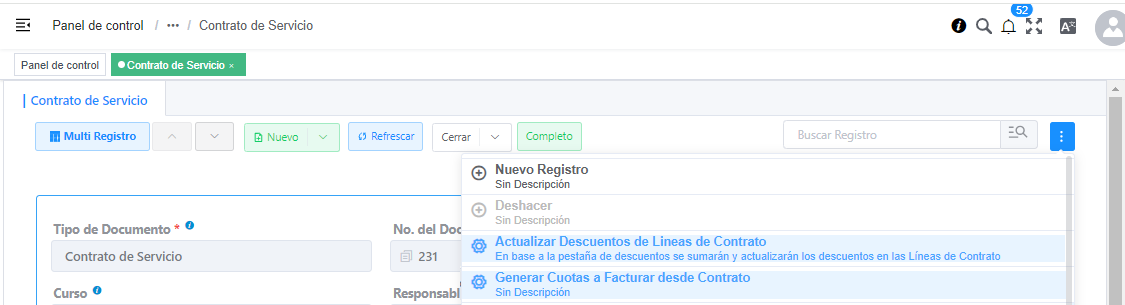 Panel de control / ••• / Contrato de Servicio
52
Panel de control
Contrato de Servicio ×
Contrato de Servicio
Multi Registro
Nuevo
Refrescar
Cerrar
Completo
Buscar Registro
Nuevo Registro
Sin Descripción
Deshacer
Sin Descripción
Tipo de Documento *
No. del Doc
Actualizar Descuentos de Lineas de Contrato
En base a la pestaña de descuentos se sumarán y actualizarán los descuentos en las Líneas de Contrato
Contrato de Servicio
231
Generar Cuotas a Facturar desde Contrato
Sin Descripción
Curso
Responsabl